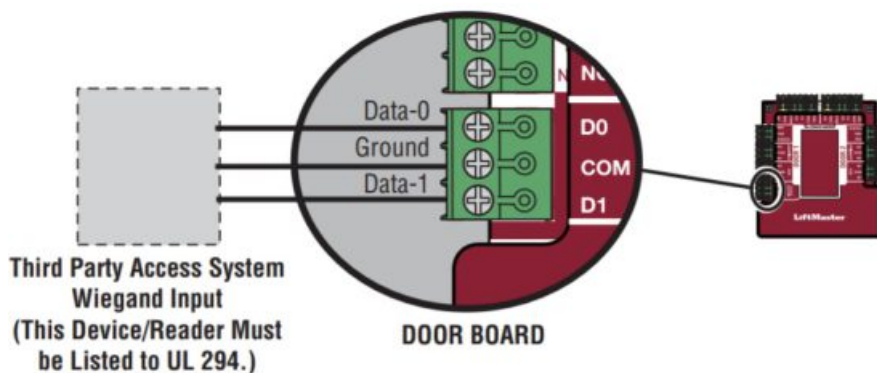 Data-0
Ground
Data-1
N
NC
D0
COM
D1
LiftMaster
Third Party Access System
Wiegand Input
(This Device/Reader Must
be Listed to UL 294.)
DOOR BOARD